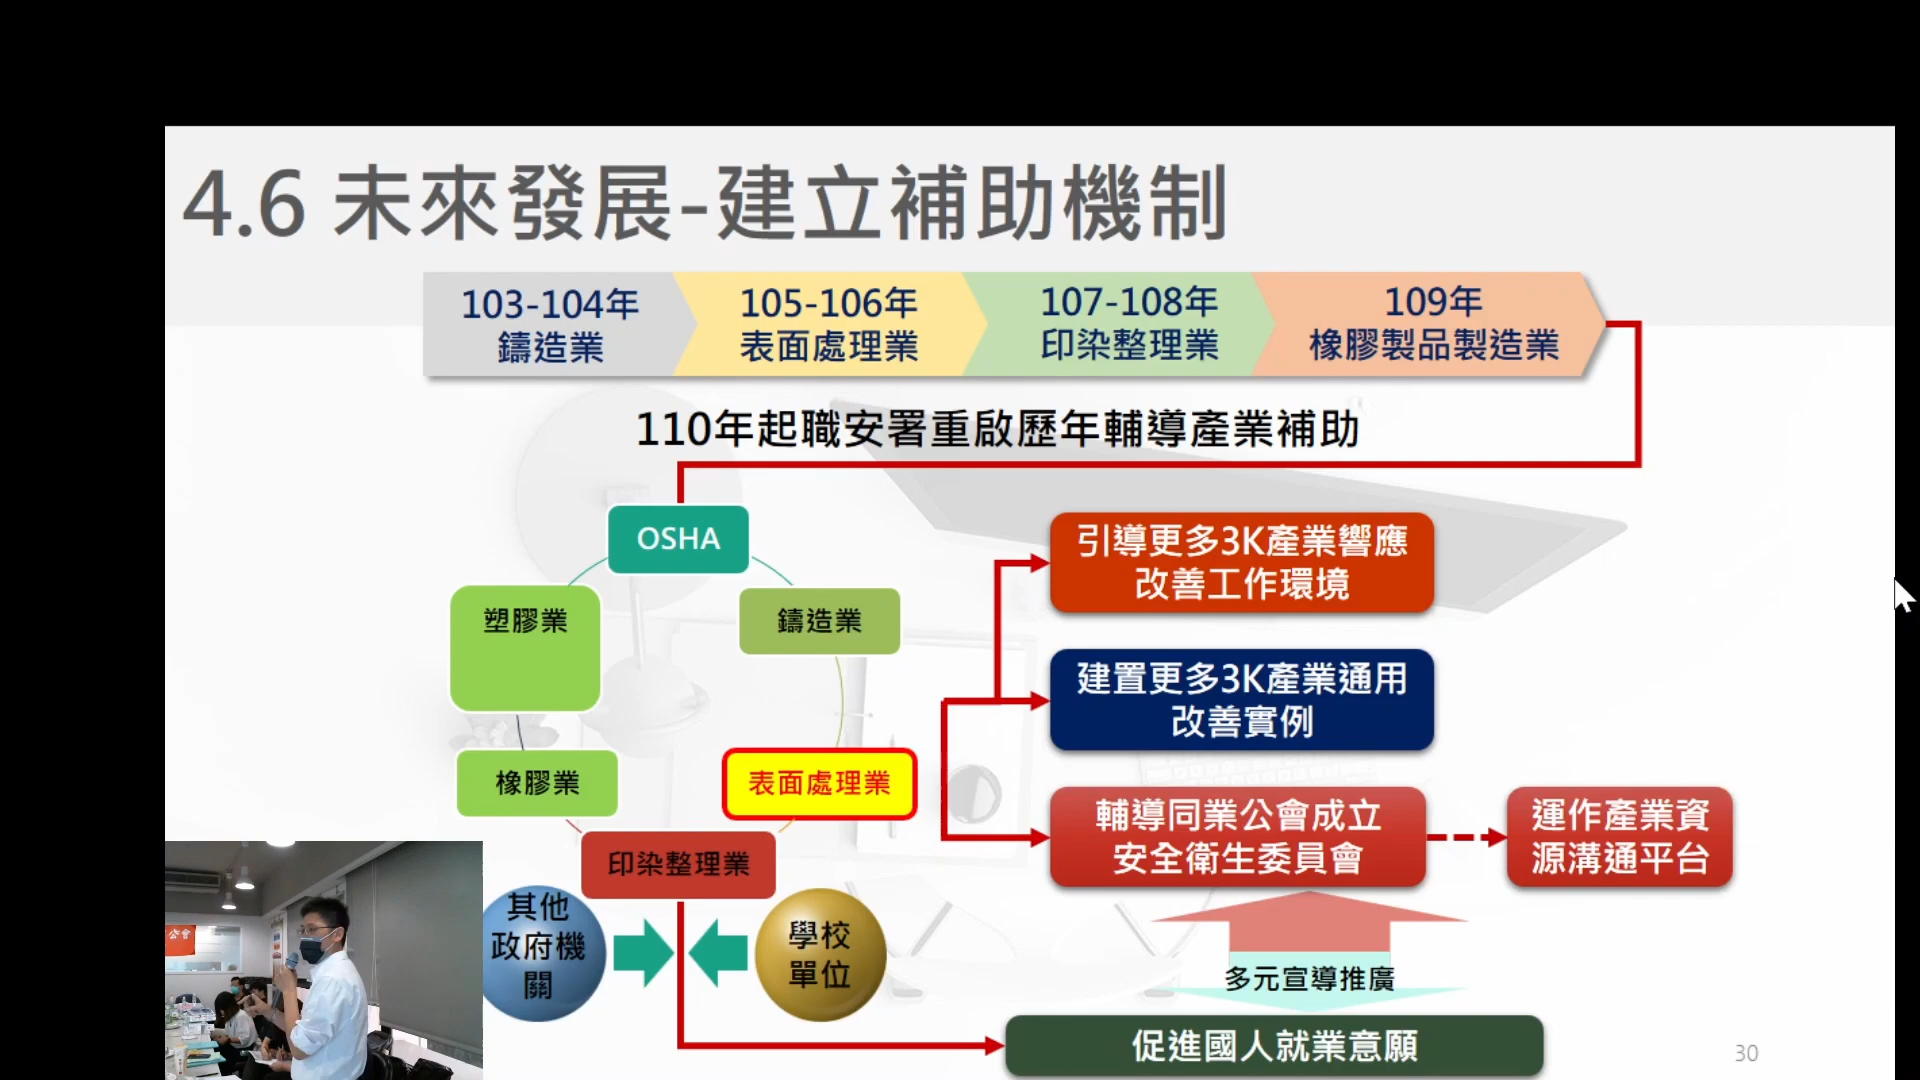 4.6 未來發展-建立補助機制
103-104年
鑄造業
105-106年
表面處理業
107-108年
印染整理業
109年
橡膠製品製造業
110年起職安署重啟歷年輔導產業補助
OSHA
塑膠業
鑄造業
橡膠業
表面處理業
印染整理業
其他
政府機
關
學校
單位
引導更多3K產業響應
改善工作環境
建置更多3K產業通用
改善實例
輔導同業公會成立
安全衛生委員會
運作產業資
源溝通平台
多元宣導推廣
促進國人就業意願
30
公會